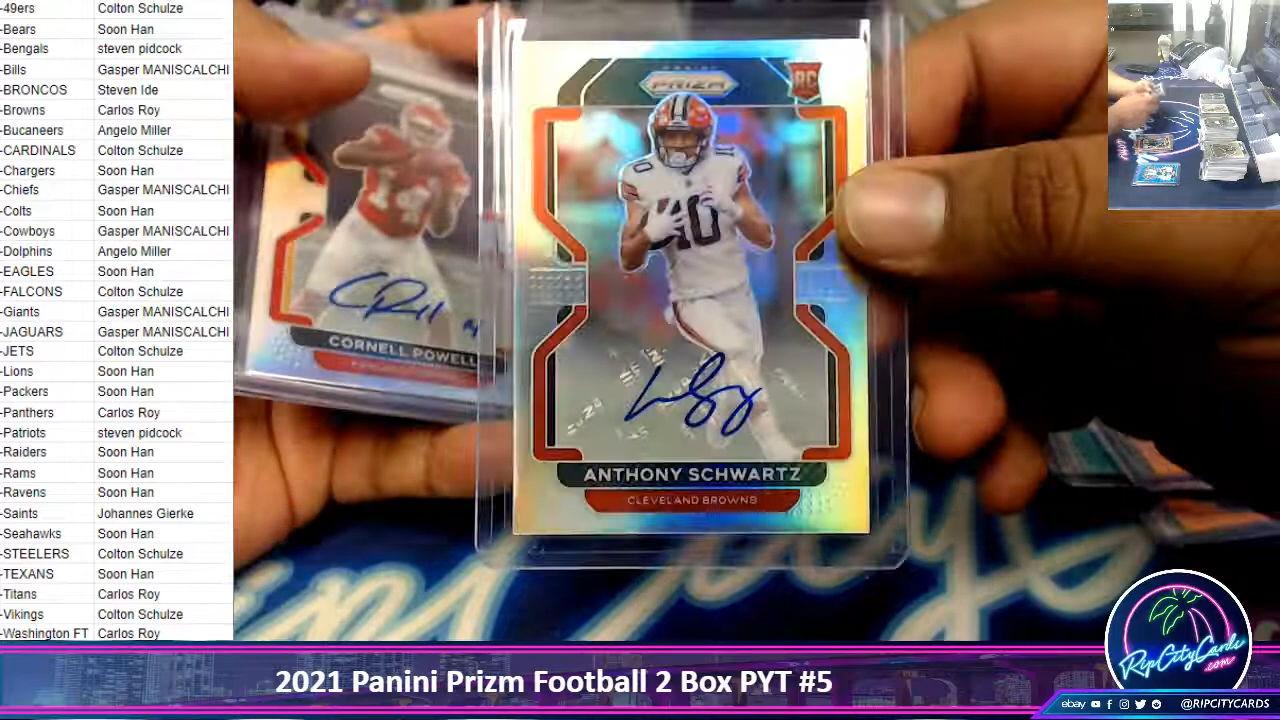 -49ers Colton Schulze
-Bears Soon Han
-Bengals steven pidcock
-Bills Gasper MANISCALCHI
-BRONCOS Steven Ide
-Browns Carlos Roy
-Bucaneers Angelo Miller
-CARDINALS Colton Schulze
-Chargers Soon Han
-Chiefs Gasper MANISCALCHI
-Colts Soon Han
-Cowboys Gasper MANISCALCHI
-Dolphins Angelo Miller
-EAGLES Soon Han
-FALCONS Colton Schulze
-Giants Gasper MANISCALCHI
-JAGUARS Gasper MANISCALCHI
-JETS Colton Schulze
-Lions Soon Han
-Packers Soon Han
-Panthers Carlos Roy
-Patriots steven pidcock
-Raiders Soon Han
-Rams Soon Han
-Ravens Soon Han
-Saints Johannes Gierke
-Seahawks Soon Han
-STEELERS Colton Schulze
-TEXANS Soon Han
-Titans Carlos Roy
-Vikings Colton Schulze
-Washington FT Carlos Roy
PANINI
PRIZM
RC
10
10
14
CORNELL POWELL
ANTHONY SCHWARTZ
CLEVELAND BROWNS
2021 Panini Prizm Football 2 Box PYT #5
RipCityCards
.com
ebay
@RIPCITYCARDS